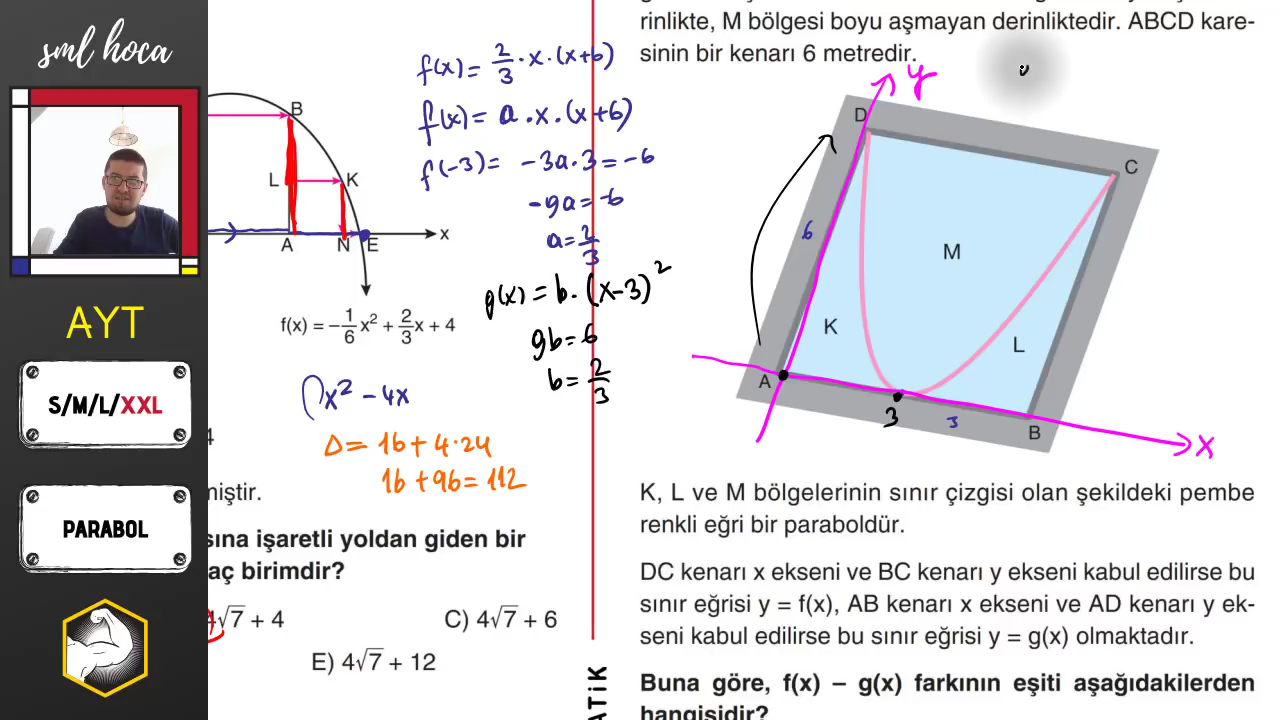 sml hoca
AYT
S/M/L/XXL
PARABOL
B
L
K
A
N
E
x
f(x) = −1/6 x² + 2/3 x + 4
x² − 4x
Δ = 16 + 4·24
16 + 96 = 112
4
mıştir.
sına işaretli yoldan giden bir
aç birimdir?
4√7 + 4
C) 4√7 + 6
E) 4√7 + 12
f(x) = 2/3 · x · (x+6)
f(x) = a · x · (x+6)
f(-3) = -3a · 3 = -6
-9a = -6
a = 2/3
g(x) = b · (x-3)²
9b = 6
b = 2/3
rinlikte, M bölgesi boyu aşmayan derinliktedir. ABCD kare-
sinin bir kenarı 6 metredir.
y
D
C
6
M
K
L
A
3
3
B
x
K, L ve M bölgelerinin sınır çizgisi olan şekildeki pembe
renkli eğri bir paraboldür.
DC kenarı x ekseni ve BC kenarı y ekseni kabul edilirse bu
sınır eğrisi y = f(x), AB kenarı x ekseni ve AD kenarı y ek-
seni kabul edilirse bu sınır eğrisi y = g(x) olmaktadır.
Buna göre, f(x) – g(x) farkının eşiti aşağıdakilerden
hangisidir?